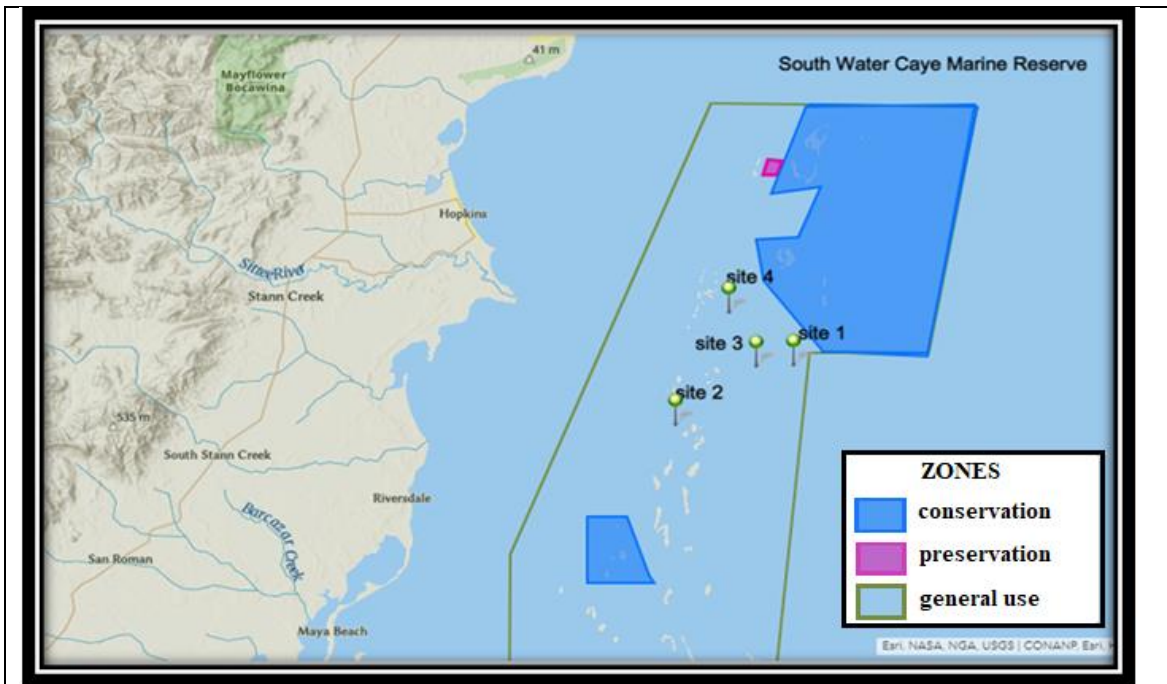 41 m
Mayflower
Bocawina
South Water Caye Marine Reserve
Hopkins
Sittee River
Stann Creek
site 4
site 3
site 1
site 2
535 m
South Stann Creek
Riversdale
Barcazar Creek
San Roman
Maya Beach
ZONES
conservation
preservation
general use
Esri, NASA, NGA, USGS | CONANP, Esri,